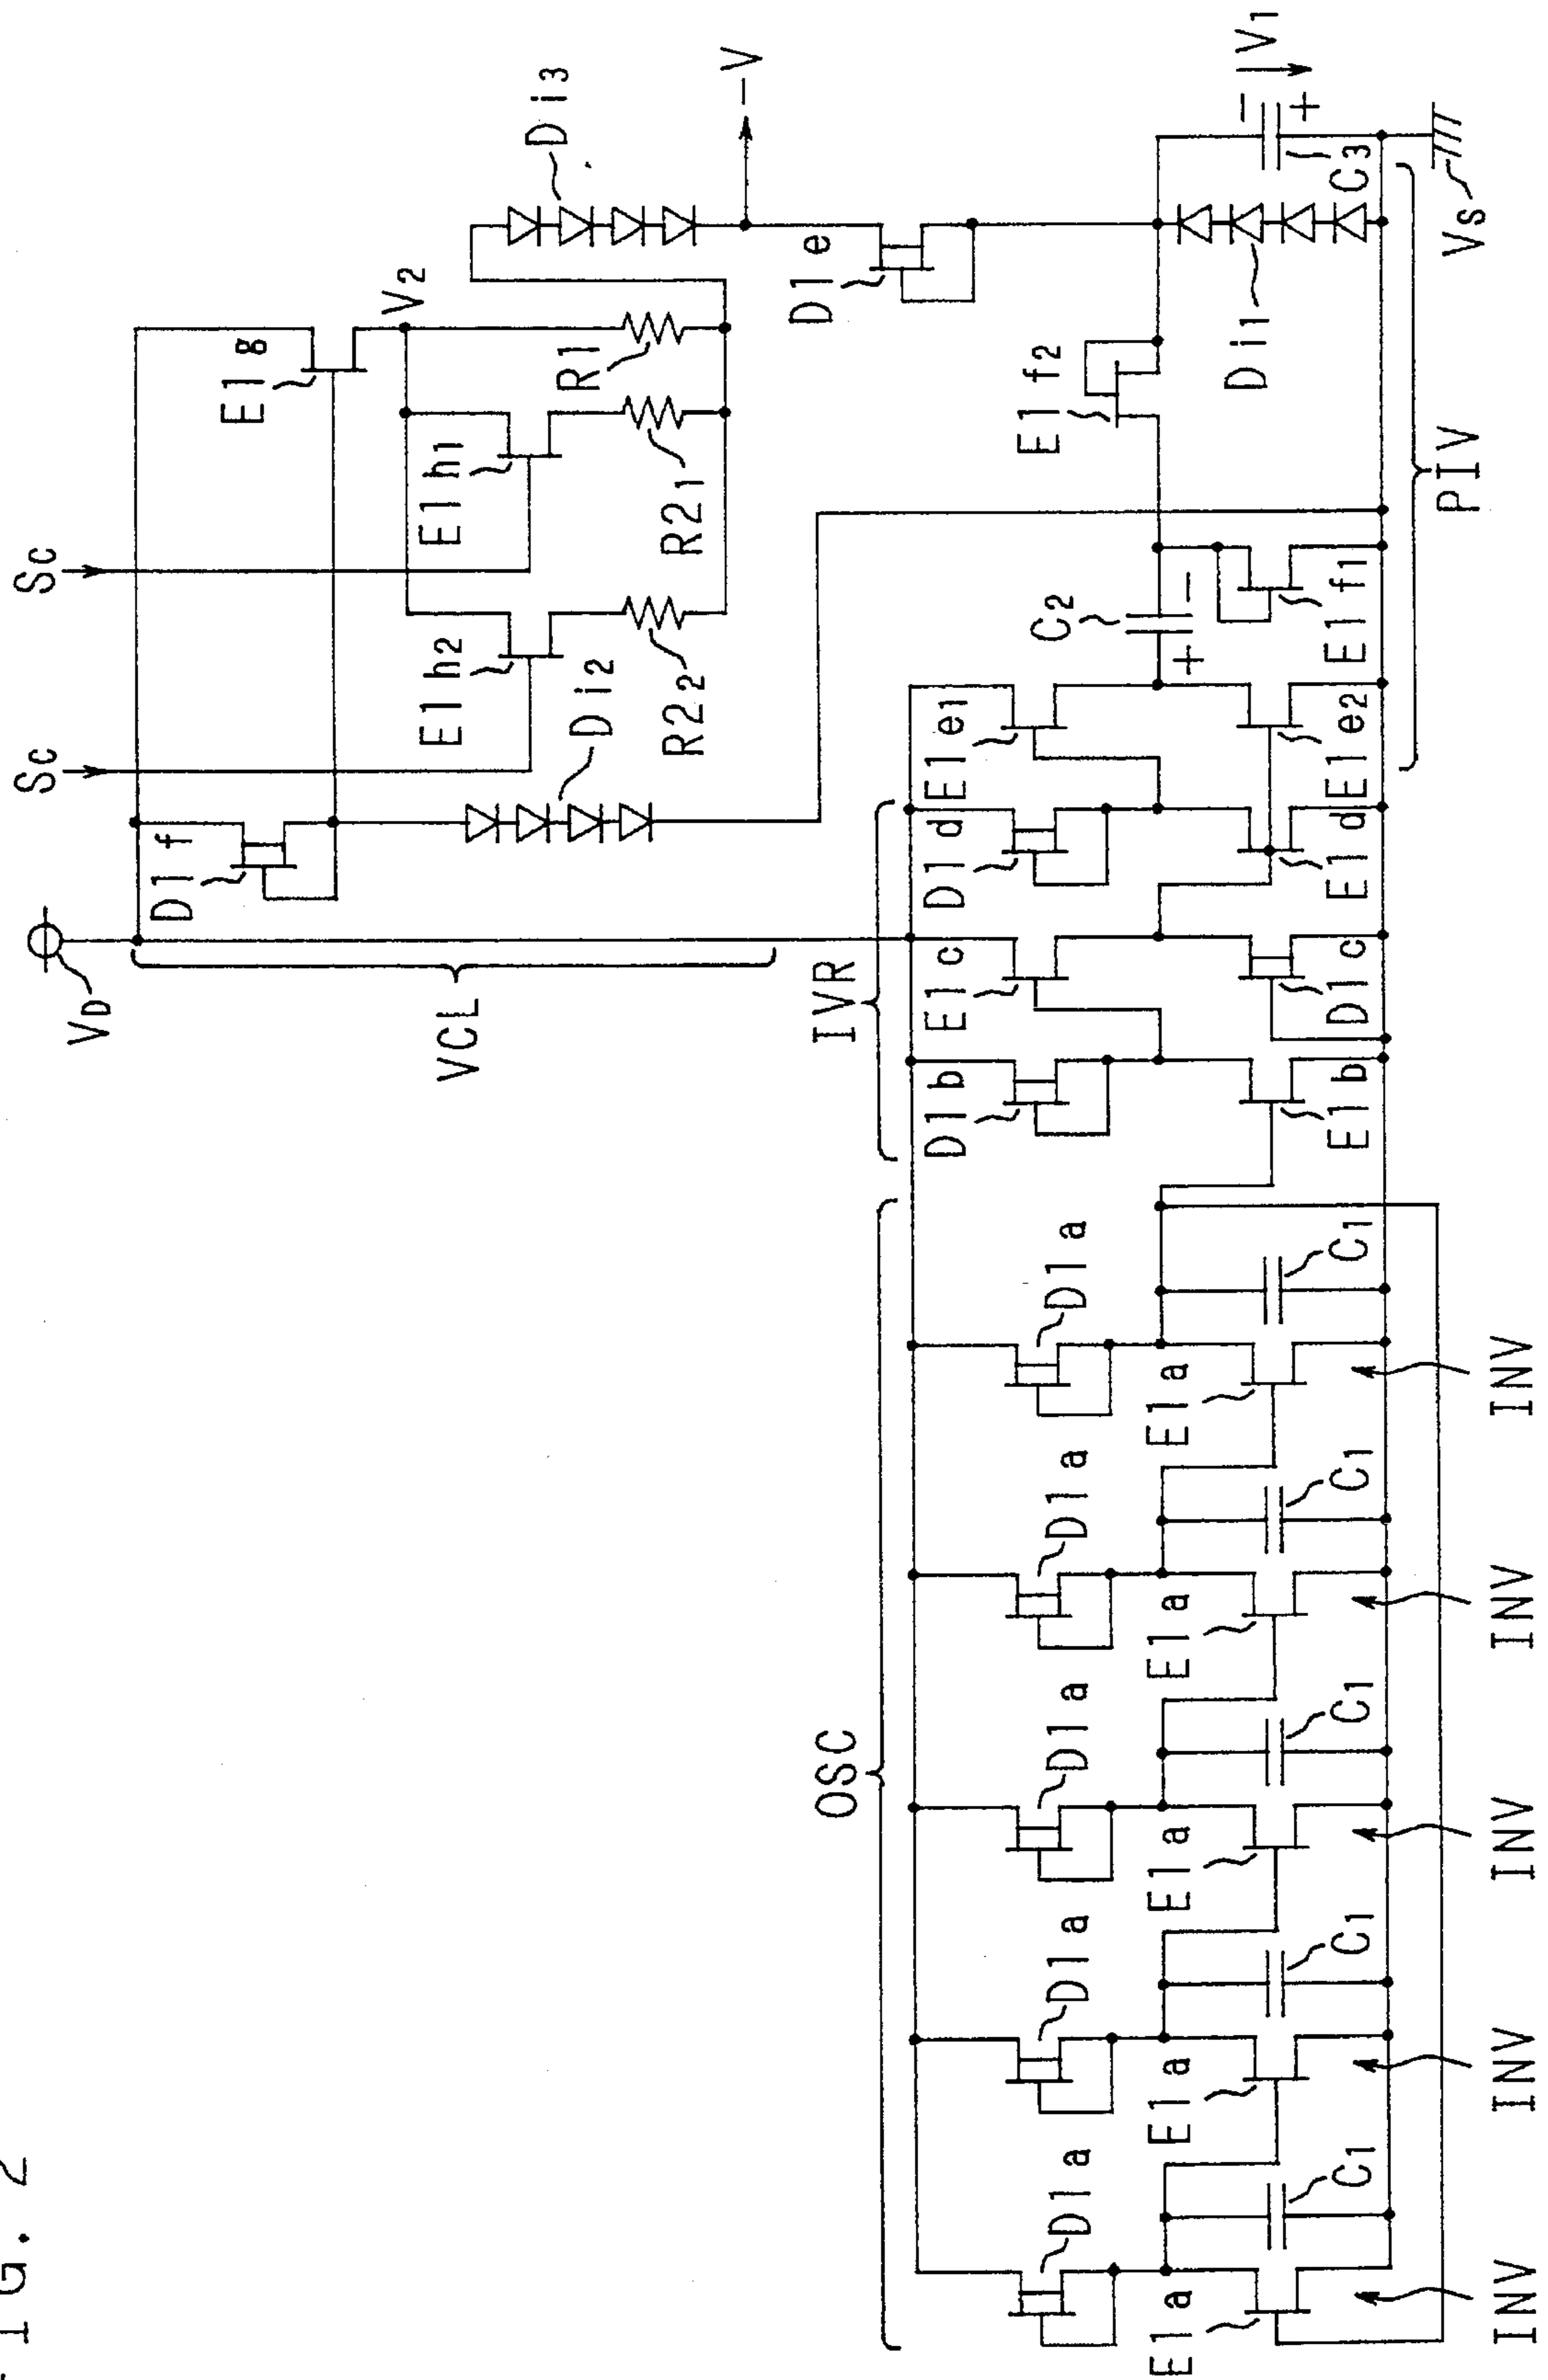 FIG. 2
VD
Sc
Sc
D1f
E1g
V2
Di3
E1h2
E1h1
R1
Di2
R22
R21
-V
VCL
D1e
IVR
OSC
D1a
D1a
D1a
D1a
D1a
D1b
E1c
D1d
E1e1
C2
+
-
E1f2
E1a
E1a
E1a
E1a
E1a
C1
C1
C1
C1
C1
E1b
D1c
E1d
E1e2
E1f1
Di1
C3
-
+
V1
PIV
Vs
INV
INV
INV
INV
INV